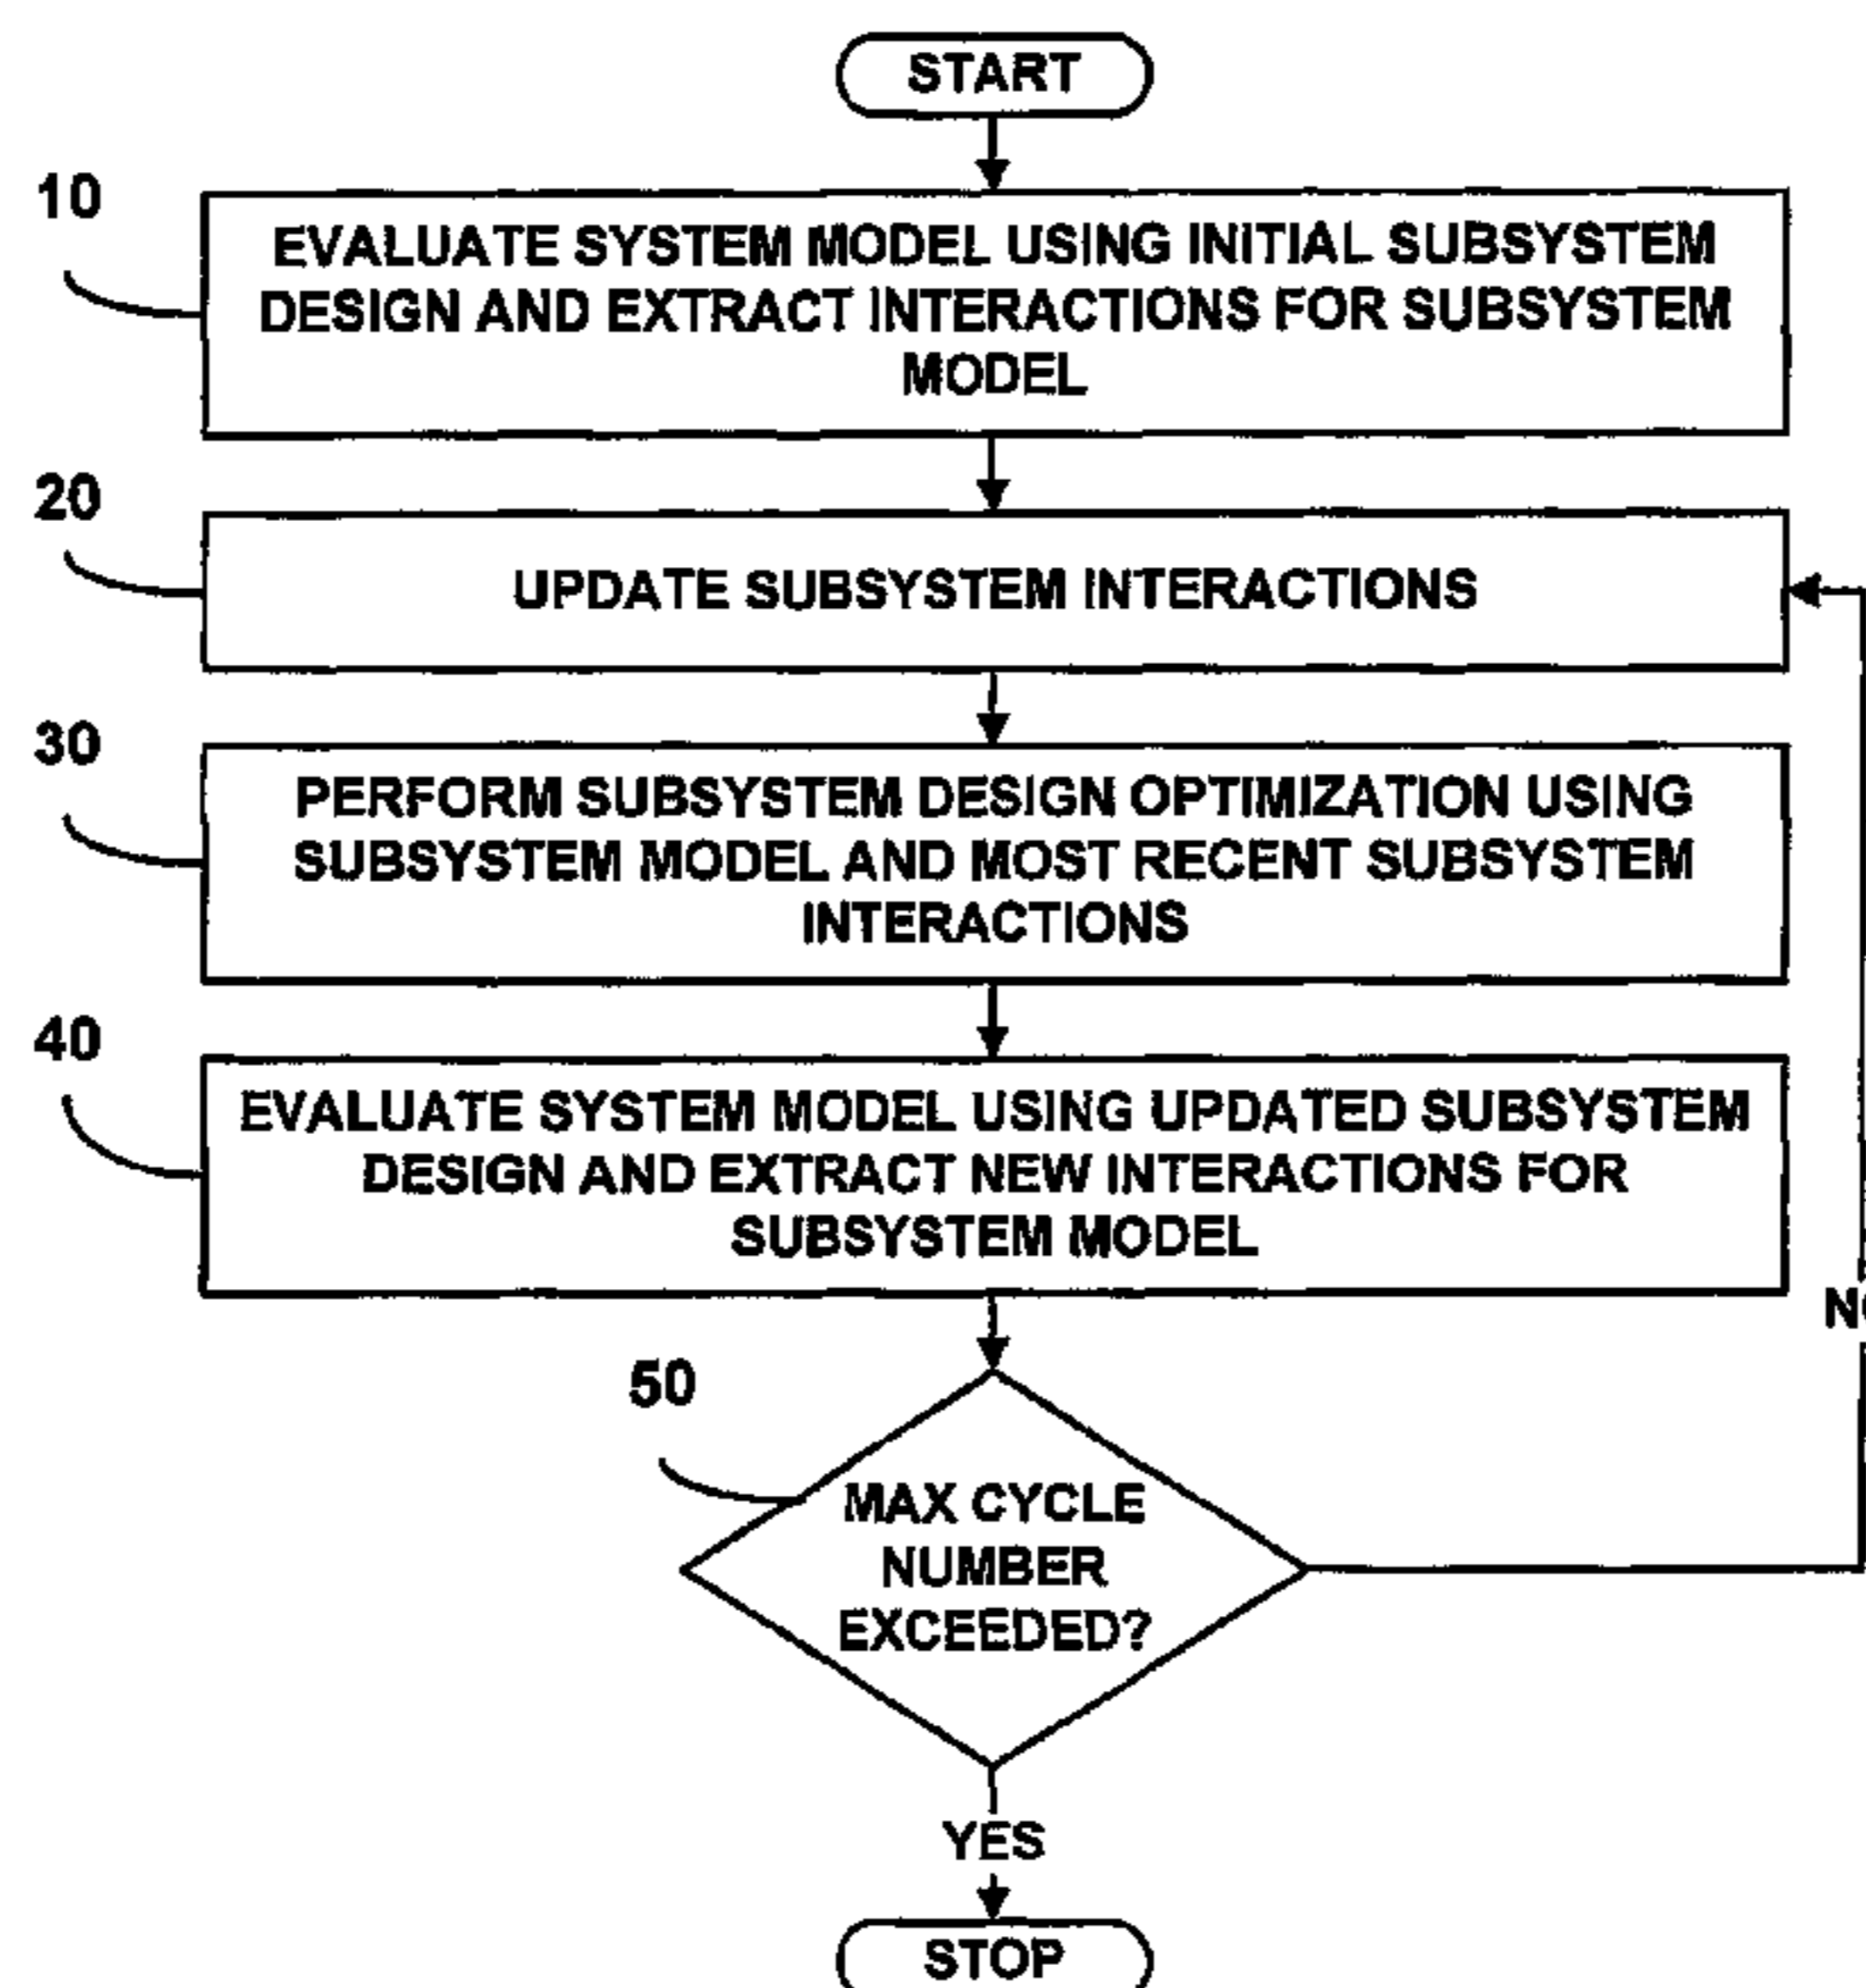 START
10
EVALUATE SYSTEM MODEL USING INITIAL SUBSYSTEM
DESIGN AND EXTRACT INTERACTIONS FOR SUBSYSTEM
MODEL
20
UPDATE SUBSYSTEM INTERACTIONS
30
PERFORM SUBSYSTEM DESIGN OPTIMIZATION USING
SUBSYSTEM MODEL AND MOST RECENT SUBSYSTEM
INTERACTIONS
40
EVALUATE SYSTEM MODEL USING UPDATED SUBSYSTEM
DESIGN AND EXTRACT NEW INTERACTIONS FOR
SUBSYSTEM MODEL
NO
50
MAX CYCLE
NUMBER
EXCEEDED?
YES
STOP